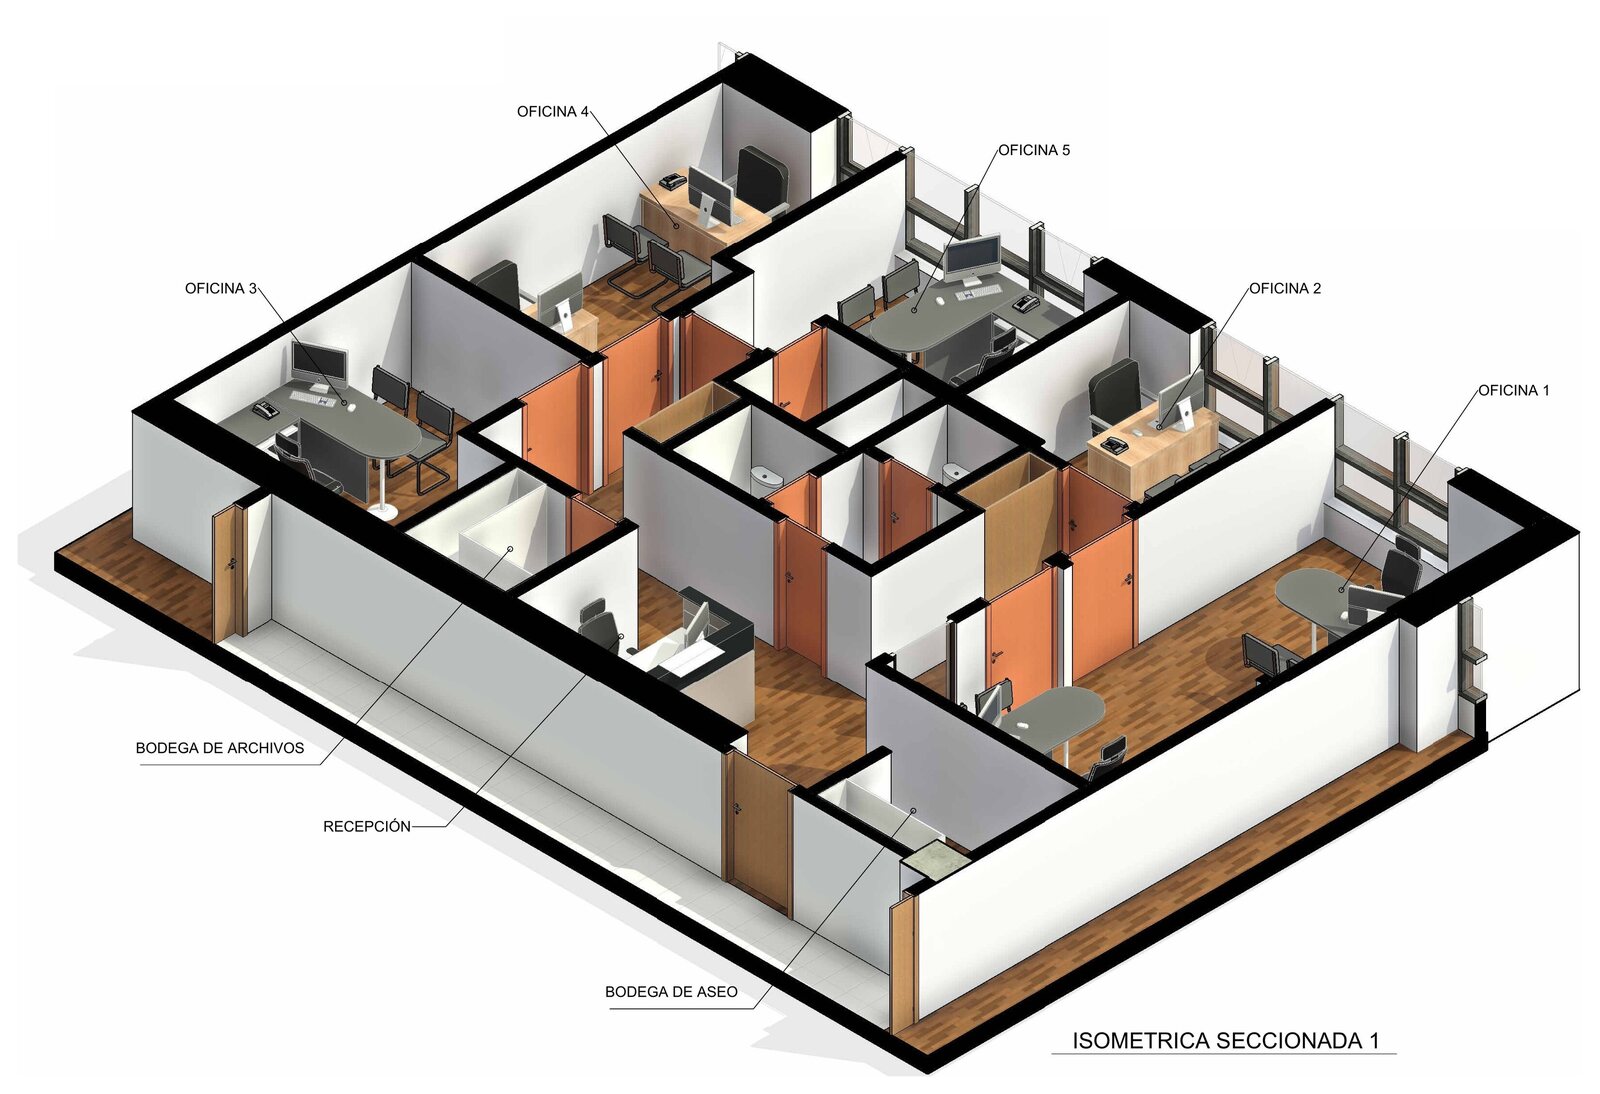 OFICINA 4
OFICINA 5
OFICINA 3
OFICINA 2
OFICINA 1
BODEGA DE ARCHIVOS
RECEPCIÓN
BODEGA DE ASEO
ISOMETRICA SECCIONADA 1